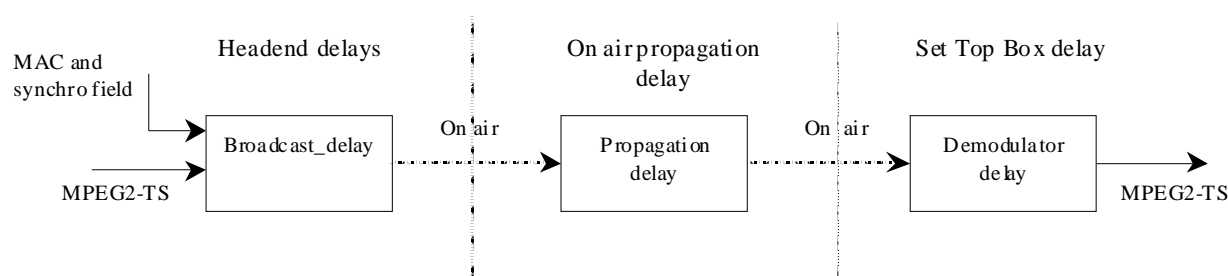 Headend delays
On air propagation
delay
Set Top Box delay
MAC and
synchro field
On air
On air
Broadcast_delay
Propagation
delay
Demodulator
delay
MPEG2-TS
MPEG2-TS